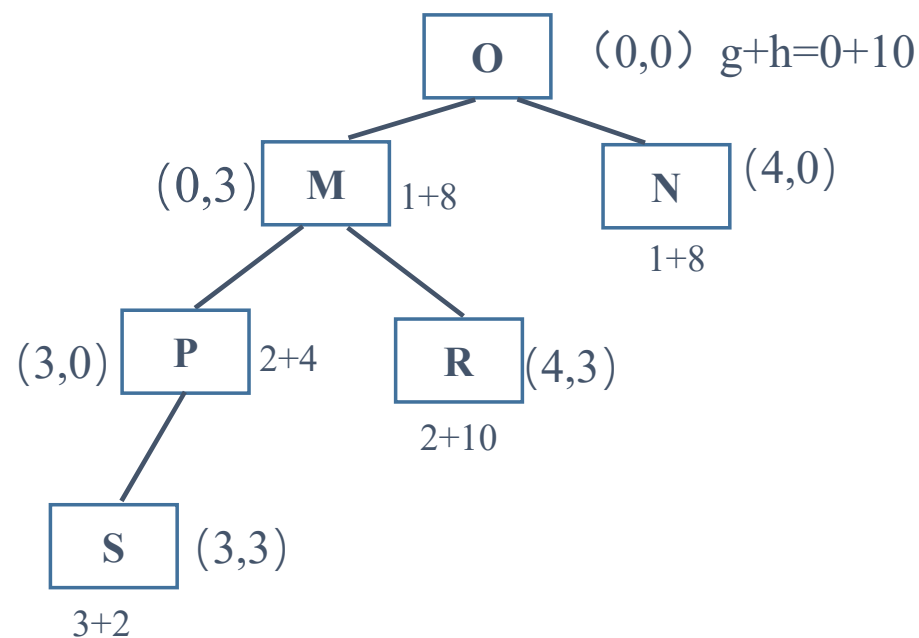 O （0,0）g+h=0+10
(0,3) M 1+8
N (4,0)
1+8
(3,0) P 2+4
R (4,3)
2+10
S (3,3)
3+2